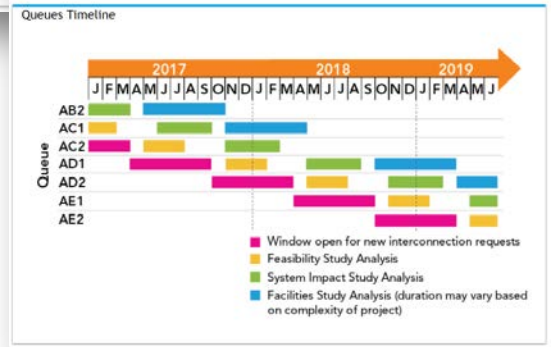 Queues Timeline
2017 2018 2019
J F M A M J J A S O N D J F M A M J J A S O N D J F M A M J
Queue
AB2
AC1
AC2
AD1
AD2
AE1
AE2
Window open for new interconnection requests
Feasibility Study Analysis
System Impact Study Analysis
Facilities Study Analysis (duration may vary based
on complexity of project)